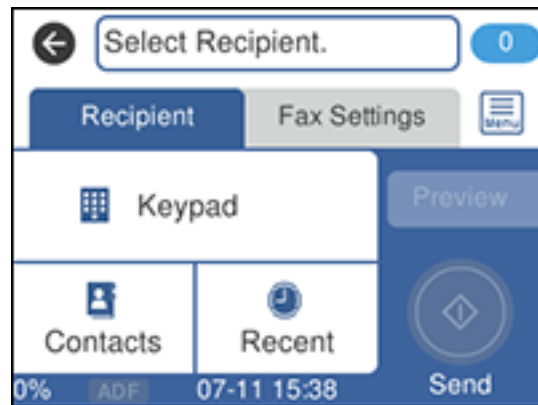 Select Recipient.
0
Recipient
Fax Settings
Menu
Keypad
Preview
Contacts
Recent
0%
ADF
07-11 15:38
Send